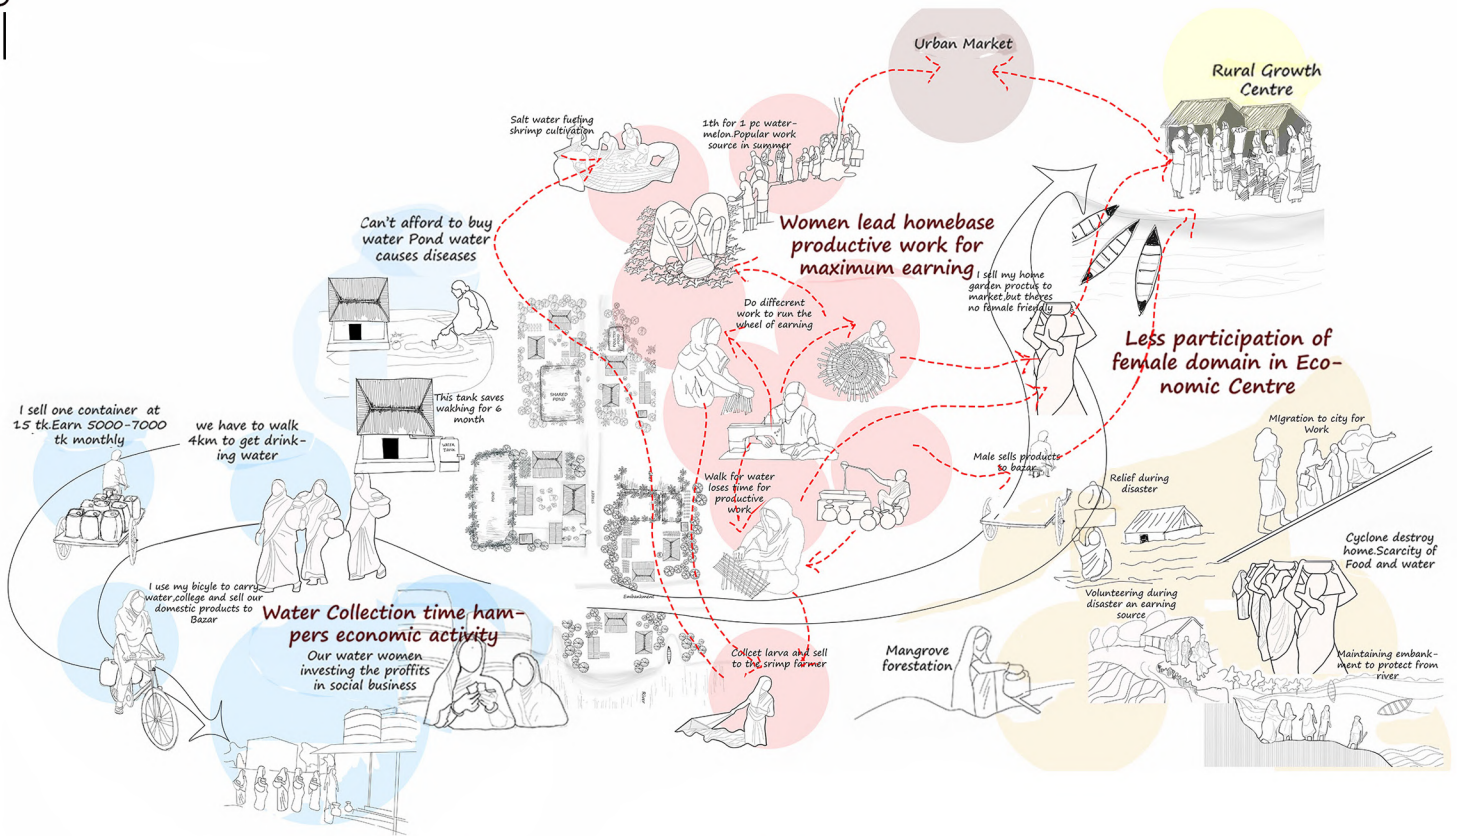 Urban Market
Rural Growth
Centre
Salt water fueling
shrimp cultivation
1th for 1 pc water-
melon.Popular work
source in summer
Can't afford to buy
water Pond water
causes diseases
Women lead homebase
productive work for
maximum earning
I sell my home
garden proctus to
market,but theres
no female friendly
Do differcent
work to run the
wheel of earning
Less participation of
female domain in Eco-
nomic Centre
SHARED
POND
This tank saves
wakhing for 6
month
WATER
TANK
I sell one container at
15 tk.Earn 5000-7000
tk monthly
we have to walk
4km to get drink-
ing water
MIgration to city for
Work
Male sells products
to bazar
Walk for water
loses time for
productive
work
Relief during
disaster
Cyclone destroy
home.Scarcity of
Food and water
I use my bicyle to carry
water,college and sell our
domestic products to
Bazar
Volunteering during
disaster an earning
source
Embankment
Water Collection time ham-
pers economic activity
Our water women
investing the proffits
in social business
Collcet larva and sell
to the srimp farmer
Mangrove
forestation
Maintaining embank-
ment to protect from
river